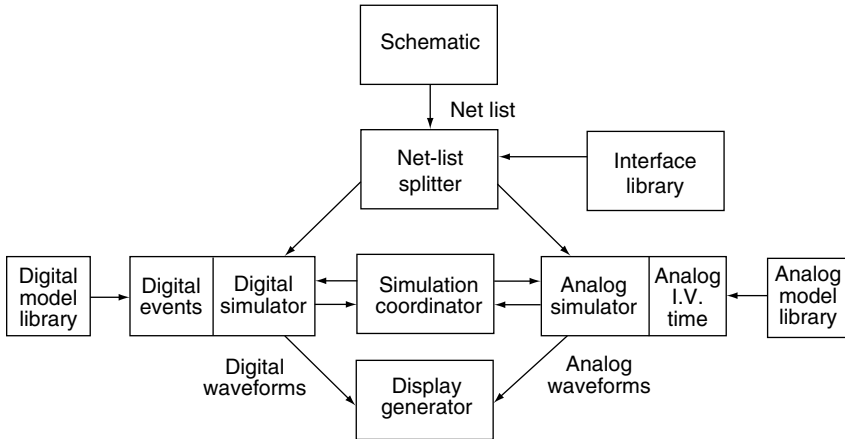 Schematic
Net list
Net-list
splitter
Interface
library
Digital
model
library
Digital
events
Digital
simulator
Simulation
coordinator
Analog
simulator
Analog
I.V.
time
Analog
model
library
Digital
waveforms
Display
generator
Analog
waveforms